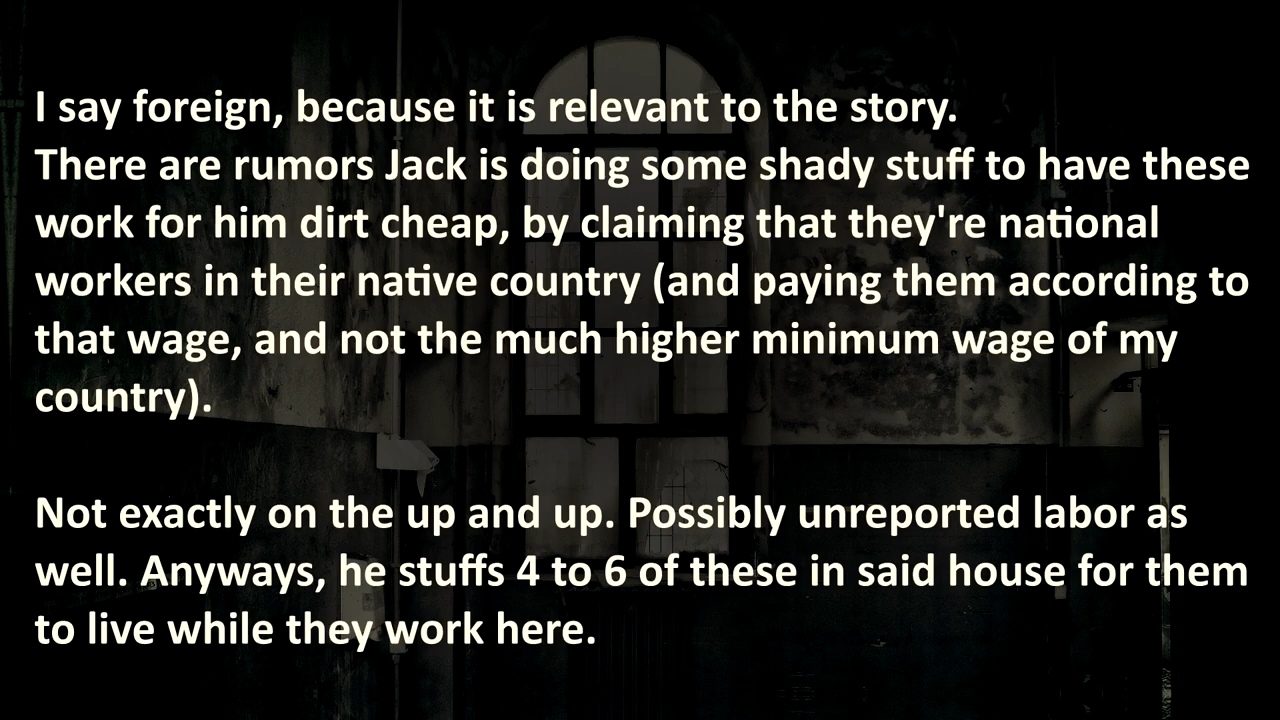 I say foreign, because it is relevant to the story.
There are rumors Jack is doing some shady stuff to have these
work for him dirt cheap, by claiming that they're national
workers in their native country (and paying them according to
that wage, and not the much higher minimum wage of my
country).
Not exactly on the up and up. Possibly unreported labor as
well. Anyways, he stuffs 4 to 6 of these in said house for them
to live while they work here.